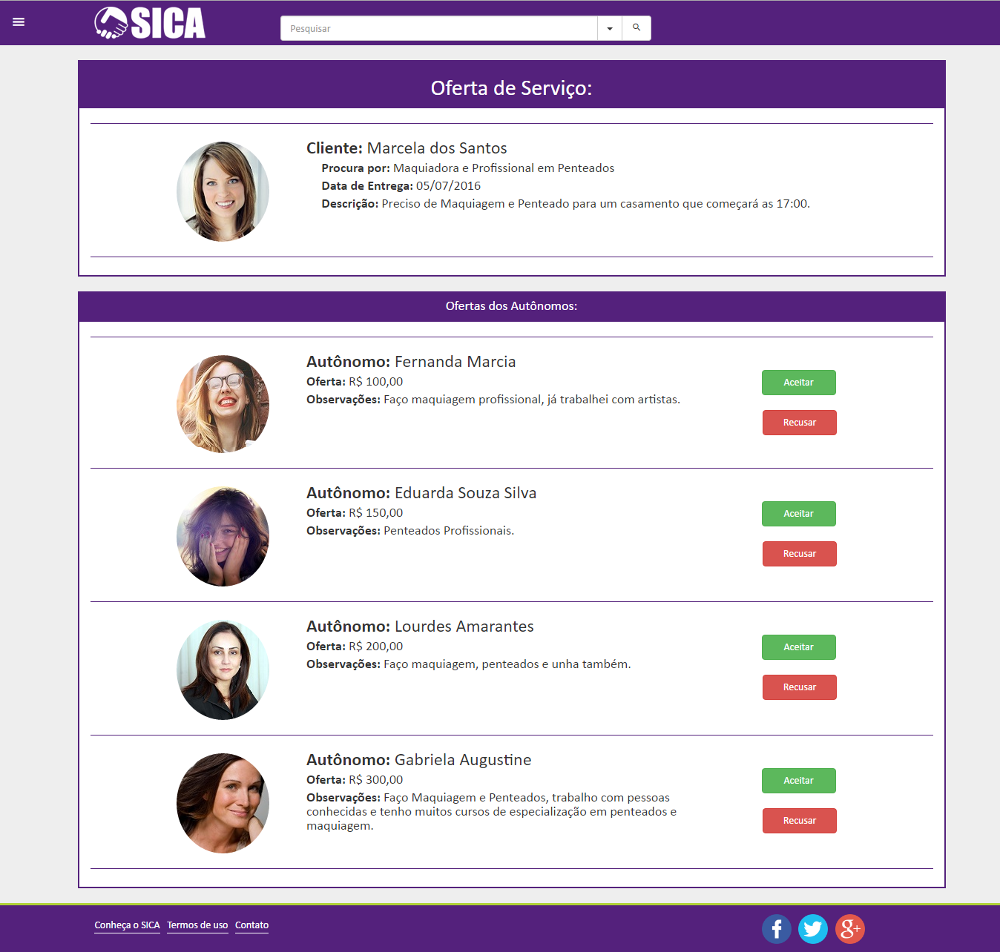 SICA
Pesquisar
Oferta de Serviço:
Cliente: Marcela dos Santos
Procura por: Maquiadora e Profissional em Penteados
Data de Entrega: 05/07/2016
Descrição: Preciso de Maquiagem e Penteado para um casamento que começará as 17:00.
Ofertas dos Autônomos:
Autônomo: Fernanda Marcia
Oferta: R$ 100,00
Observações: Faço maquiagem profissional, já trabalhei com artistas.
Aceitar
Recusar
Autônomo: Eduarda Souza Silva
Oferta: R$ 150,00
Observações: Penteados Profissionais.
Aceitar
Recusar
Autônomo: Lourdes Amarantes
Oferta: R$ 200,00
Observações: Faço maquiagem, penteados e unha também.
Aceitar
Recusar
Autônomo: Gabriela Augustine
Oferta: R$ 300,00
Observações: Faço Maquiagem e Penteados, trabalho com pessoas
conhecidas e tenho muitos cursos de especialização em penteados e
maquiagem.
Aceitar
Recusar
Conheça o SICA Termos de uso Contato
f g+